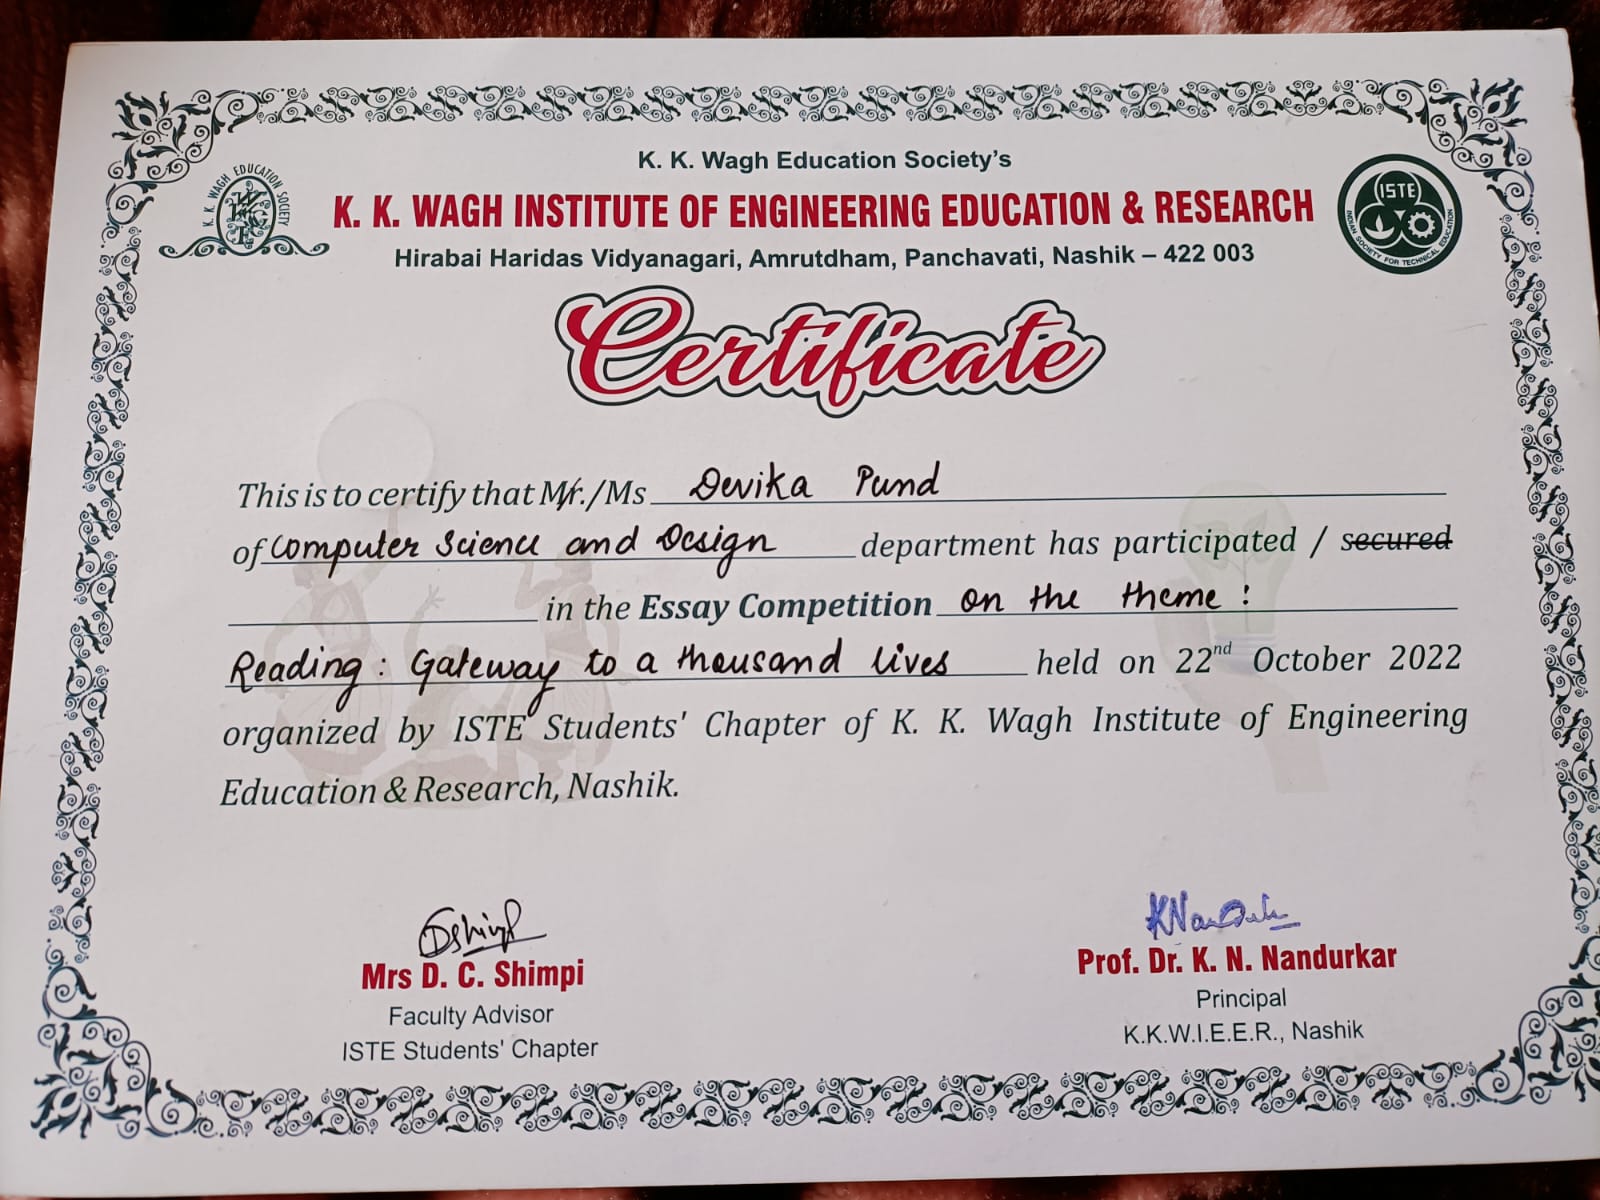 K. K. Wagh Education Society's
K. K. WAGH INSTITUTE OF ENGINEERING EDUCATION & RESEARCH
Hirabai Haridas Vidyanagari, Amrutdham, Panchavati, Nashik – 422 003
K. K. WAGH EDUCATION SOCIETY
ISTE
INDIAN SOCIETY FOR TECHNICAL EDUCATION
Certificate
This is to certify that Mr./Ms Devika Pund
of Computer Science and Design department has participated / secured
in the Essay Competition on the theme :
Reading : Gateway to a thousand lives held on 22nd October 2022
organized by ISTE Students' Chapter of K. K. Wagh Institute of Engineering
Education & Research, Nashik.
Mrs D. C. Shimpi
Faculty Advisor
ISTE Students' Chapter
Prof. Dr. K. N. Nandurkar
Principal
K.K.W.I.E.E.R., Nashik